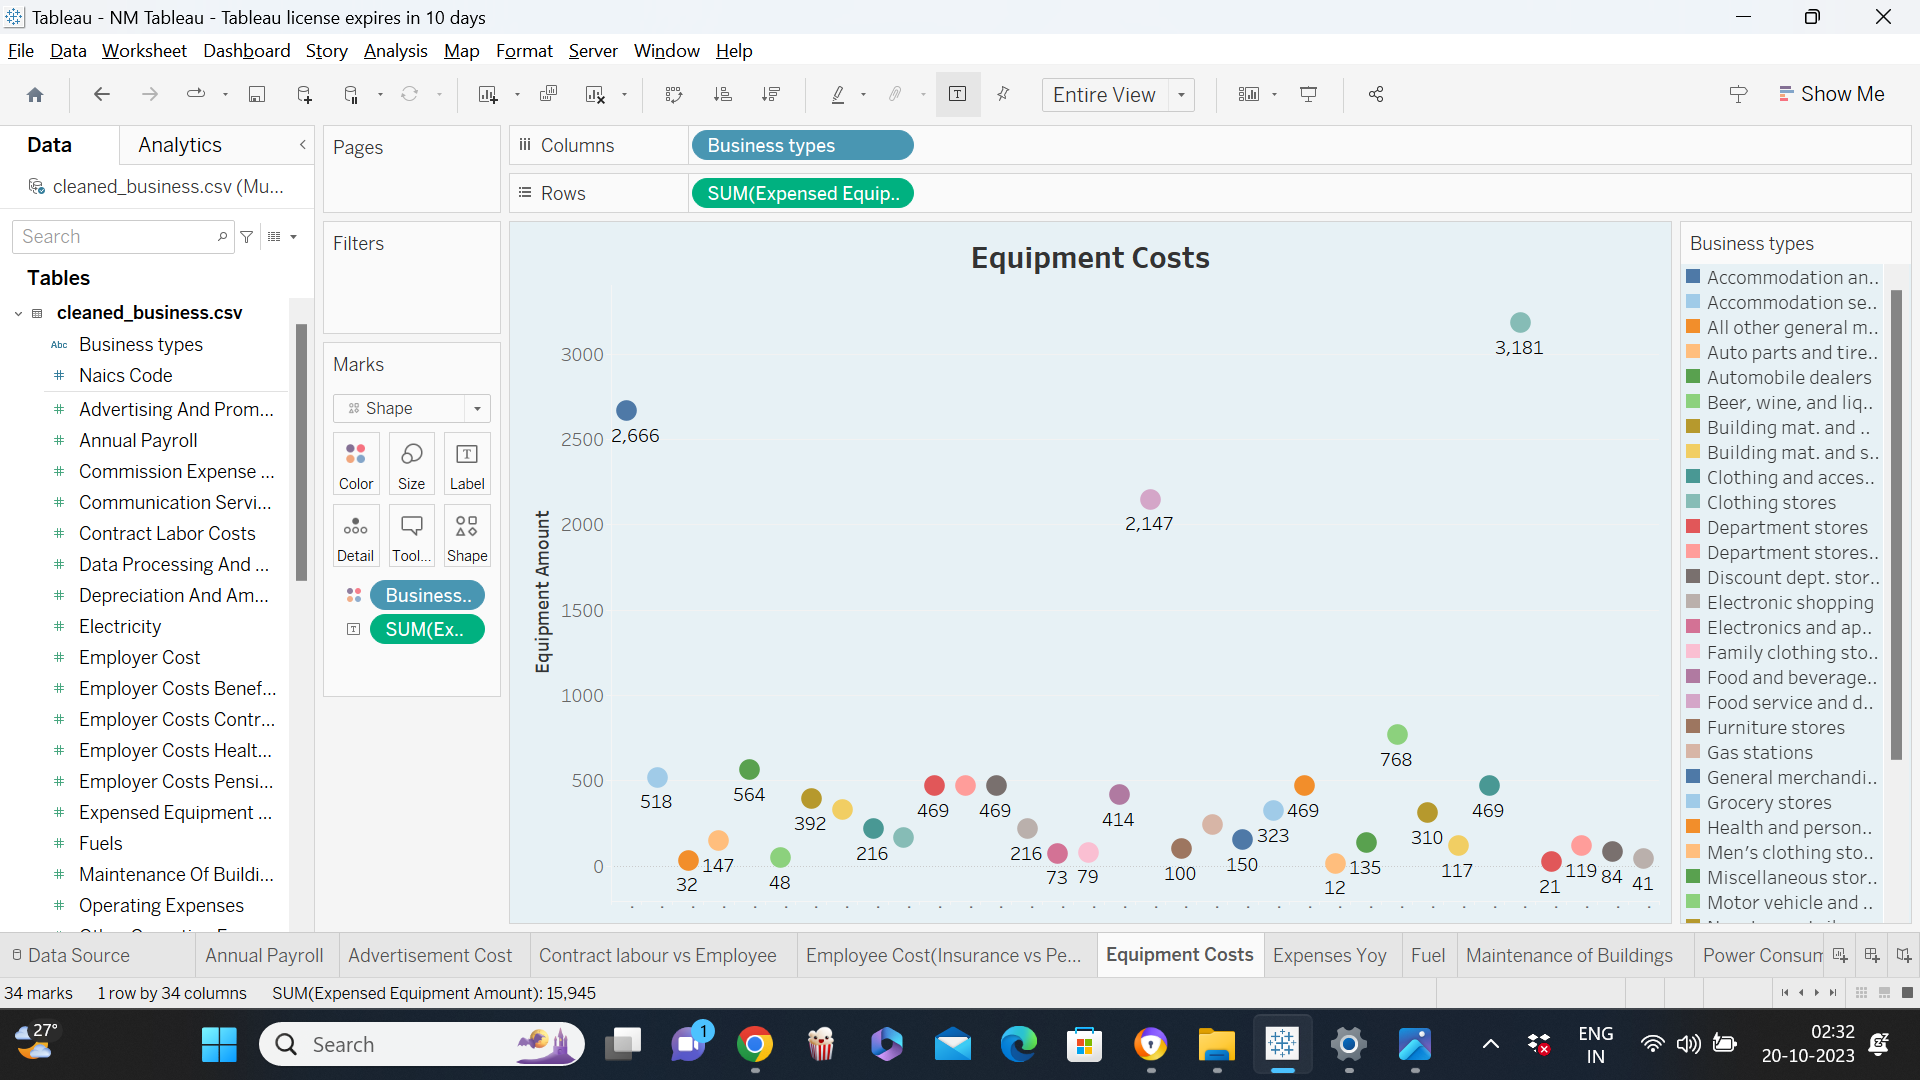 Tableau - NM Tableau - Tableau license expires in 10 days
File Data Worksheet Dashboard Story Analysis Map Format Server Window Help
Entire View
Show Me
Data
Analytics
cleaned_business.csv (Mu...
Search
Tables
cleaned_business.csv
Abc Business types
# Naics Code
# Advertising And Prom...
# Annual Payroll
# Commission Expense ...
# Communication Servi...
# Contract Labor Costs
# Data Processing And ...
# Depreciation And Am...
# Electricity
# Employer Cost
# Employer Costs Benef...
# Employer Costs Contr...
# Employer Costs Healt...
# Employer Costs Pensi...
# Expensed Equipment ...
# Fuels
# Maintenance Of Buildi...
# Operating Expenses
Pages
Filters
Marks
Shape
Color
Size
Label
Detail
Tool...
Shape
Business..
SUM(Ex..
Columns
Business types
Rows
SUM(Expensed Equip..
Equipment Costs
Equipment Amount
3000
2500
2000
1500
1000
500
0
3,181
2,666
2,147
768
518
564
392
469
469
414
469
469
323
310
216
216
147
32
48
73
79
100
150
12
135
117
21
119
84
41
Business types
Accommodation an..
Accommodation se..
All other general m..
Auto parts and tire..
Automobile dealers
Beer, wine, and liq..
Building mat. and ..
Building mat. and s..
Clothing and acces..
Clothing stores
Department stores
Department stores..
Discount dept. stor..
Electronic shopping
Electronics and ap..
Family clothing sto..
Food and beverage..
Food service and d..
Furniture stores
Gas stations
General merchandi..
Grocery stores
Health and person..
Men's clothing sto..
Miscellaneous stor..
Motor vehicle and ..
Data Source
Annual Payroll
Advertisement Cost
Contract labour vs Employee
Employee Cost(Insurance vs Pe...
Equipment Costs
Expenses Yoy
Fuel
Maintenance of Buildings
Power Consum
34 marks
1 row by 34 columns
SUM(Expensed Equipment Amount): 15,945
27°
Search
1
ENG
IN
02:32
20-10-2023